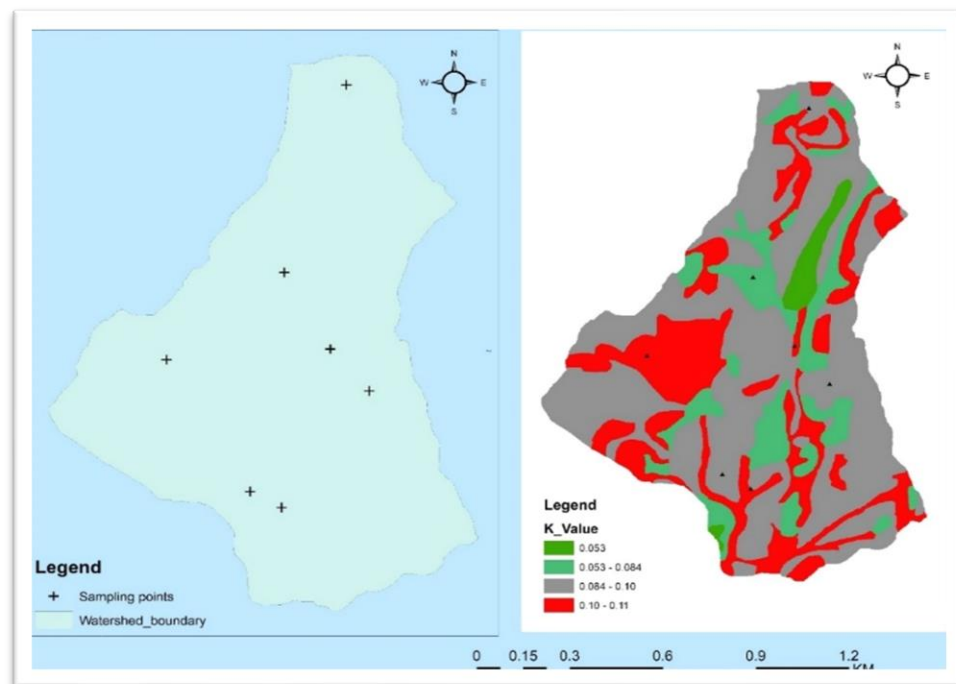 N
W E
S
Legend
Sampling points
Watershed_boundary
N
W E
S
Legend
K_Value
0.053
0.053 - 0.084
0.084 - 0.10
0.10 - 0.11
0 0.15 0.3 0.6 0.9 1.2
KM